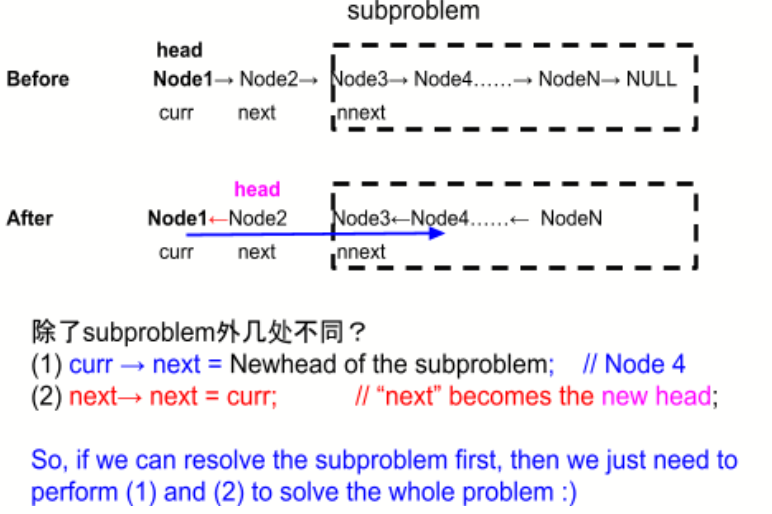 subproblem
head
Before Node1→ Node2→ Node3→ Node4......→ NodeN→ NULL
curr next nnext
head
After Node1←Node2 Node3←Node4......← NodeN
curr next nnext
除了subproblem外几处不同？
(1) curr → next = Newhead of the subproblem; // Node 4
(2) next→ next = curr; // “next” becomes the new head;
So, if we can resolve the subproblem first, then we just need to
perform (1) and (2) to solve the whole problem :)